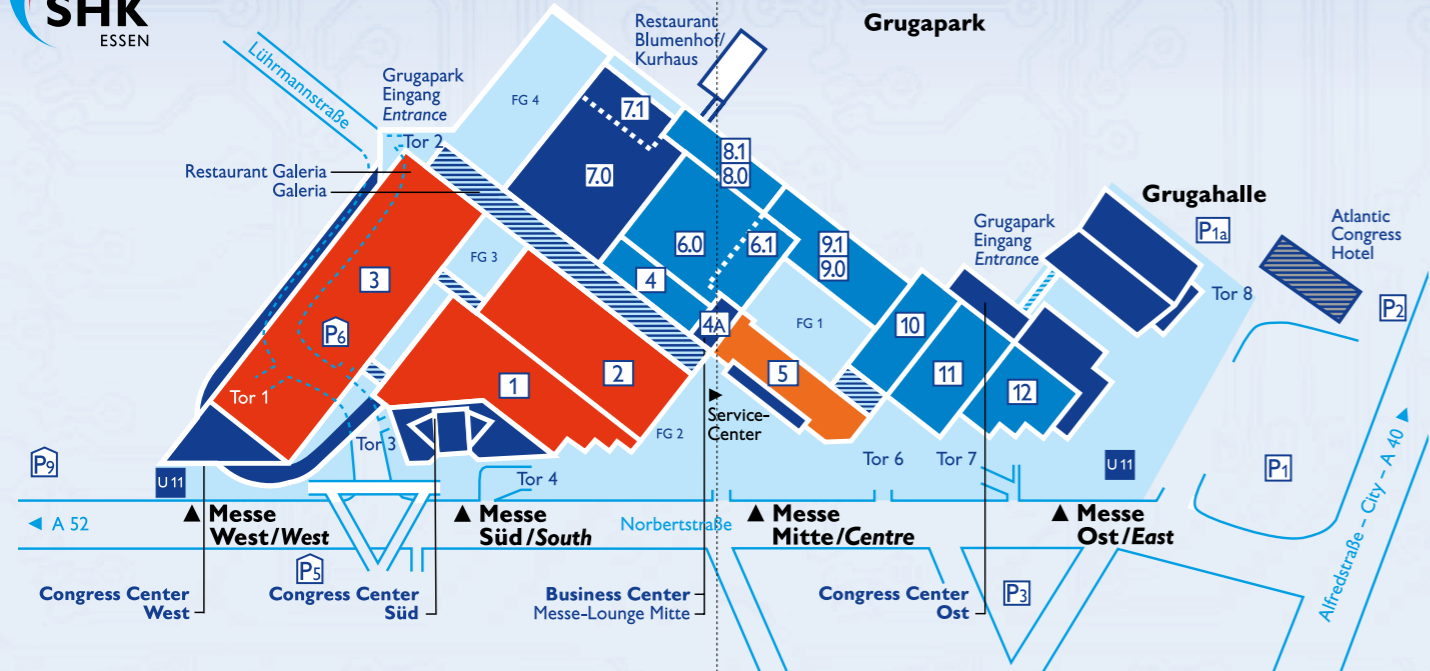 SHK
ESSEN
Lührmannstraße
Grugapark
Eingang
Entrance
Tor 2
Restaurant Galeria
Galeria
FG 4
Restaurant
Blumenhof/
Kurhaus
Grugapark
7.1
7.0
8.1
8.0
6.0
6.1
9.1
9.0
4
4A
3
FG 3
P6
1
2
FG 1
5
10
11
12
Grugapark
Eingang
Entrance
Grugahalle
P1a
Atlantic
Congress
Hotel
Tor 8
P2
Tor 1
Tor 3
FG 2
Service-
Center
Tor 4
Tor 6
Tor 7
P9
U 11
U 11
P1
◄ A 52
▲ Messe
West/West
▲ Messe
Süd/South
Norbertstraße
▲ Messe
Mitte/Centre
▲ Messe
Ost/East
Alfredstraße – City – A 40 ►
P5
P3
Congress Center
West
Congress Center
Süd
Business Center
Messe-Lounge Mitte
Congress Center
Ost